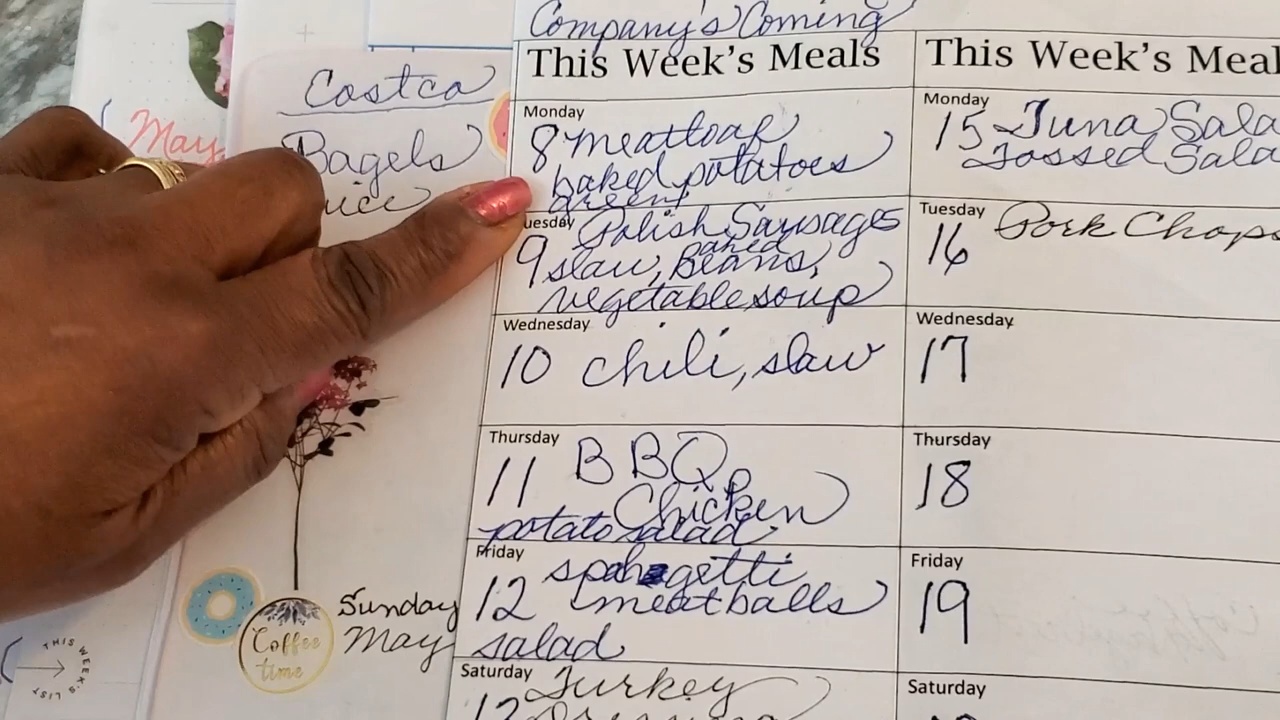 Company's Coming
This Week's Meals
Monday
8 meatloaf
baked potatoes
green
Tuesday
9 Polish Sausages
slaw, baked Beans,
vegetable soup
Wednesday
10 chili, slaw
Thursday
11 BBQ
Chicken
potato salad
Friday
12 spahgetti
meatballs
salad
Saturday
Turkey
Dressing
This Week's Meal
Monday
15 Tuna Sala
Tossed Sala
Tuesday
16 Pork Chops
Wednesday
17
Thursday
18
Friday
19
Saturday
May
Costco
Bagels
Sunday
May
Coffee
time
THIS WEEK'S LIST